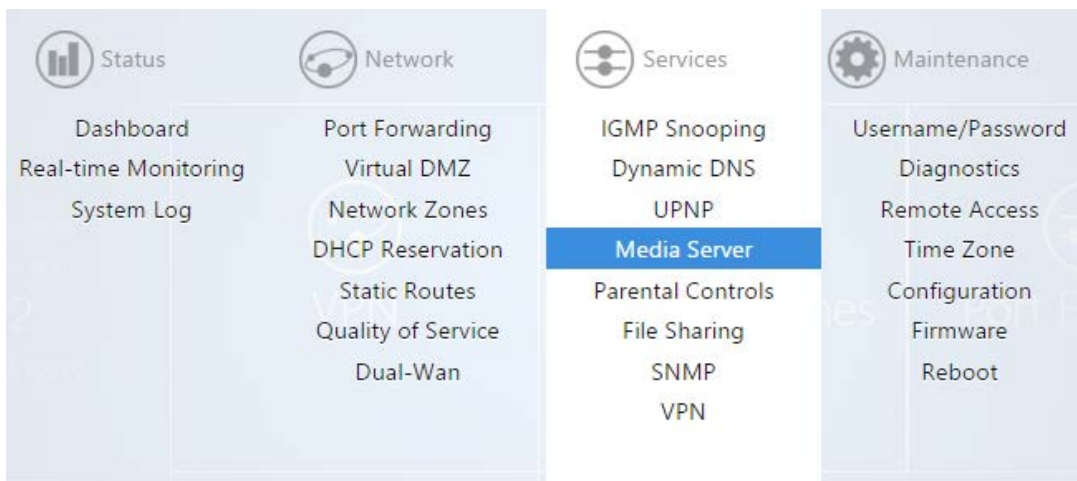 Status
Dashboard
Real-time Monitoring
System Log
Network
Port Forwarding
Virtual DMZ
Network Zones
DHCP Reservation
Static Routes
Quality of Service
Dual-Wan
Services
IGMP Snooping
Dynamic DNS
UPNP
Media Server
Parental Controls
File Sharing
SNMP
VPN
Maintenance
Username/Password
Diagnostics
Remote Access
Time Zone
Configuration
Firmware
Reboot
VPN